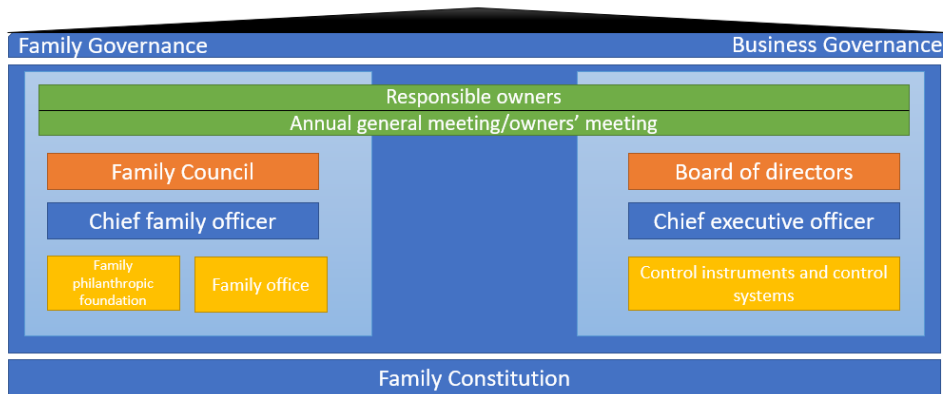 Family Governance
Business Governance
Responsible owners
Annual general meeting/owners’ meeting
Family Council
Board of directors
Chief family officer
Chief executive officer
Family
philanthropic
foundation
Family office
Control instruments and control
systems
Family Constitution